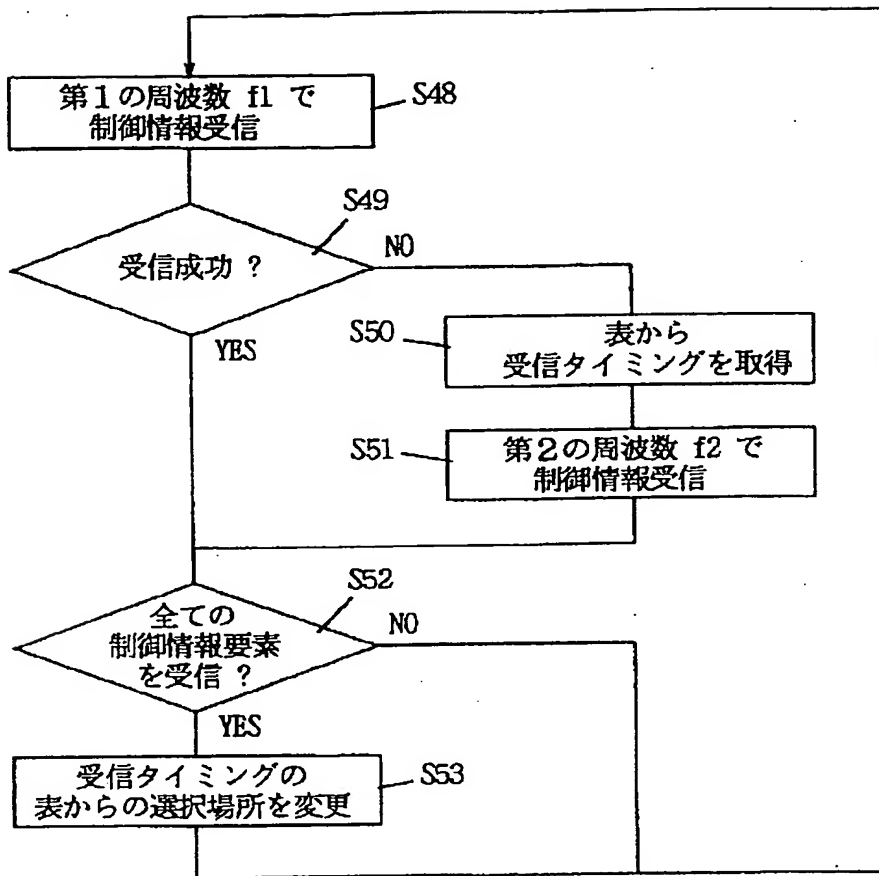 第1の周波数 f1 で
制御情報受信
S48
S49
受信成功 ?
NO
YES
S50
表から
受信タイミングを取得
S51
第2の周波数 f2 で
制御情報受信
S52
全ての
制御情報要素
を受信 ?
NO
YES
受信タイミングの
表からの選択場所を変更
S53